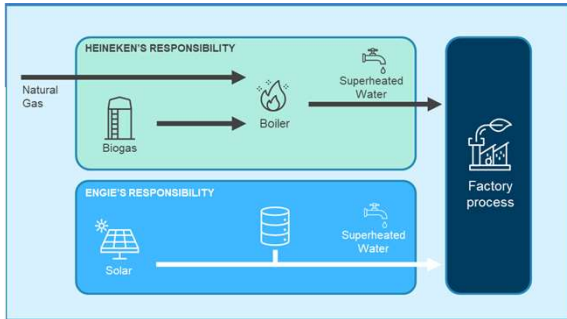 HEINEKEN'S RESPONSIBILITY
Natural
Gas
Biogas
Boiler
Superheated
Water
Factory
process
ENGIE'S RESPONSIBILITY
Solar
Superheated
Water